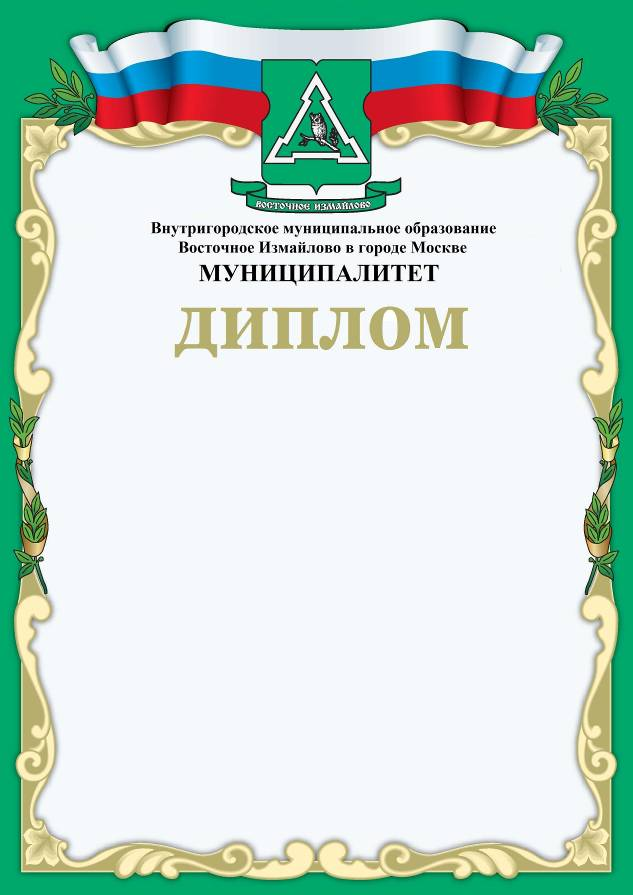 ВОСТОЧНОЕ ИЗМАЙЛОВО
Внутригородское муниципальное образование
Восточное Измайлово в городе Москве
МУНИЦИПАЛИТЕТ
ДИПЛОМ